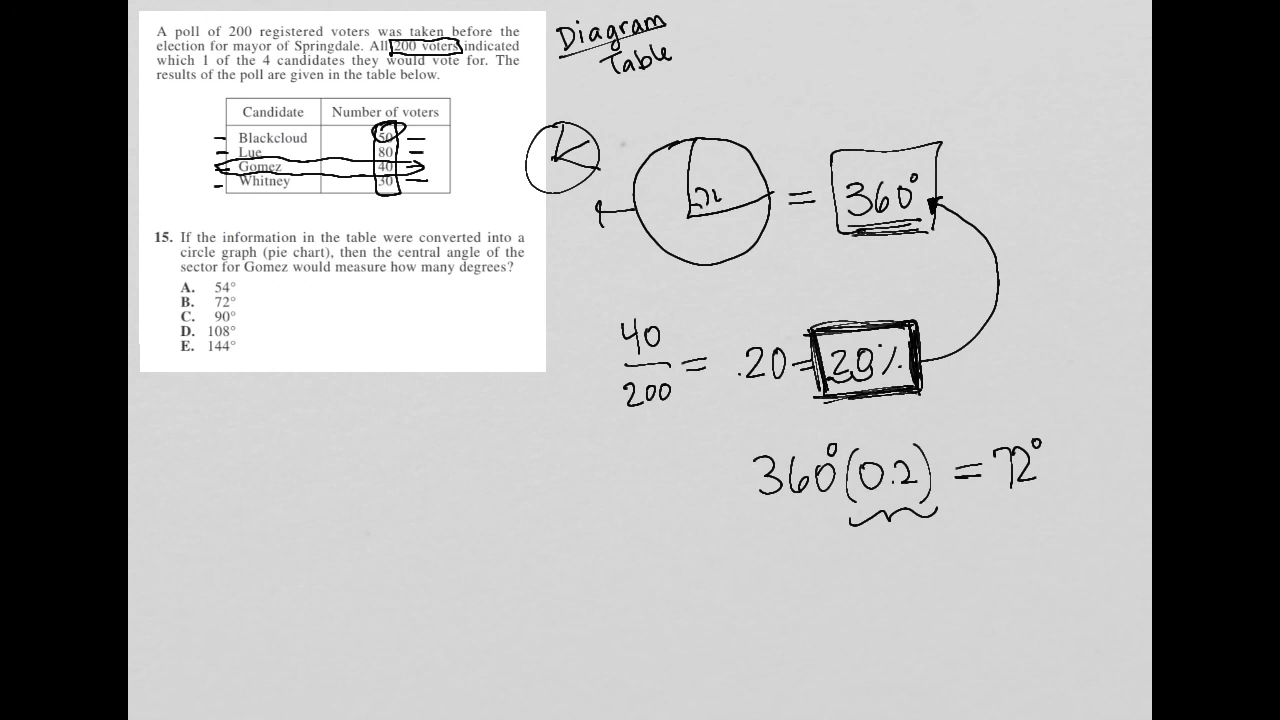 A poll of 200 registered voters was taken before the
election for mayor of Springdale. All 200 voters indicated
which 1 of the 4 candidates they would vote for. The
results of the poll are given in the table below.
Candidate Number of voters
Blackcloud 50
Lue 80
Gomez 40
Whitney 30
15. If the information in the table were converted into a
circle graph (pie chart), then the central angle of the
sector for Gomez would measure how many degrees?
A. 54°
B. 72°
C. 90°
D. 108°
E. 144°
Diagram
Table
= 360°
40
200
= .20 = 20%
360°(0.2) = 72°